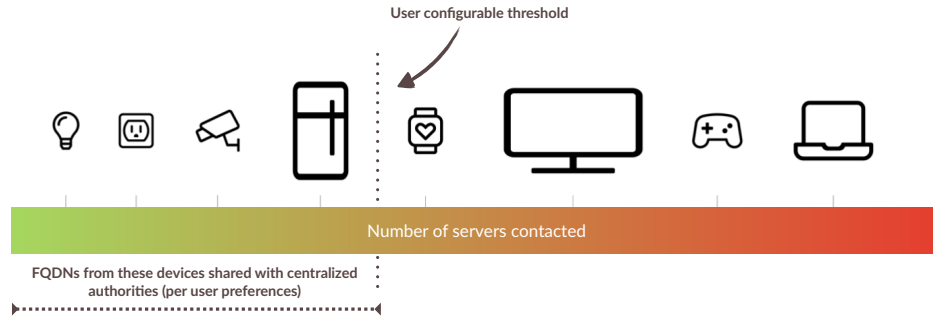 User configurable threshold
Number of servers contacted
FQDNs from these devices shared with centralized
authorities (per user preferences)